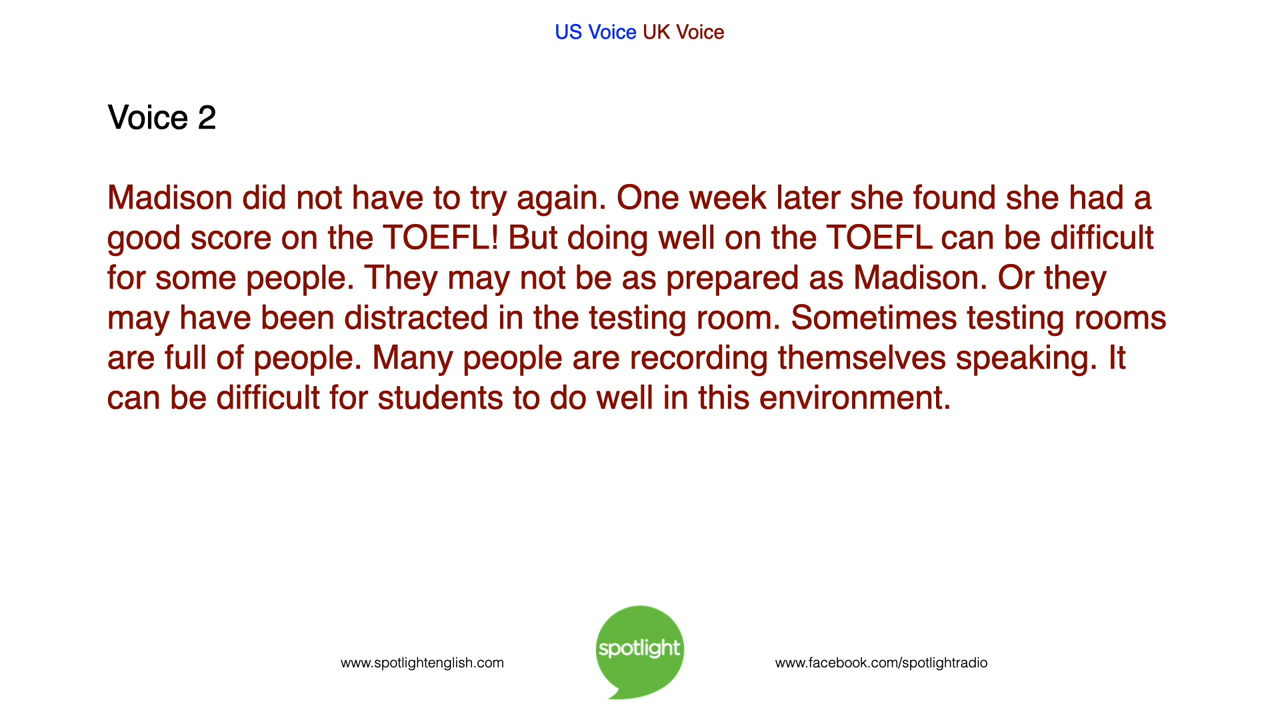 US Voice UK Voice
Voice 2
Madison did not have to try again. One week later she found she had a
good score on the TOEFL! But doing well on the TOEFL can be difficult
for some people. They may not be as prepared as Madison. Or they
may have been distracted in the testing room. Sometimes testing rooms
are full of people. Many people are recording themselves speaking. It
can be difficult for students to do well in this environment.
www.spotlightenglish.com
spotlight
www.facebook.com/spotlightradio